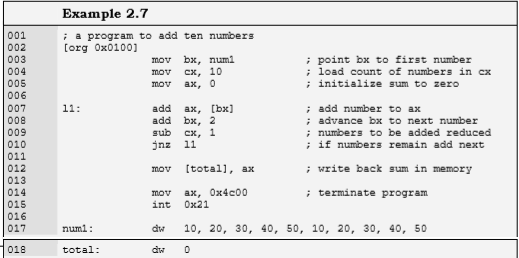 Example 2.7
001 ; a program to add ten numbers
002 [org 0x0100]
003 mov bx, num1 ; point bx to first number
004 mov cx, 10 ; load count of numbers in cx
005 mov ax, 0 ; initialize sum to zero
006
007 l1: add ax, [bx] ; add number to ax
008 add bx, 2 ; advance bx to next number
009 sub cx, 1 ; numbers to be added reduced
010 jnz l1 ; if numbers remain add next
011
012 mov [total], ax ; write back sum in memory
013
014 mov ax, 0x4c00 ; terminate program
015 int 0x21
016
017 num1: dw 10, 20, 30, 40, 50, 10, 20, 30, 40, 50
018 total: dw 0